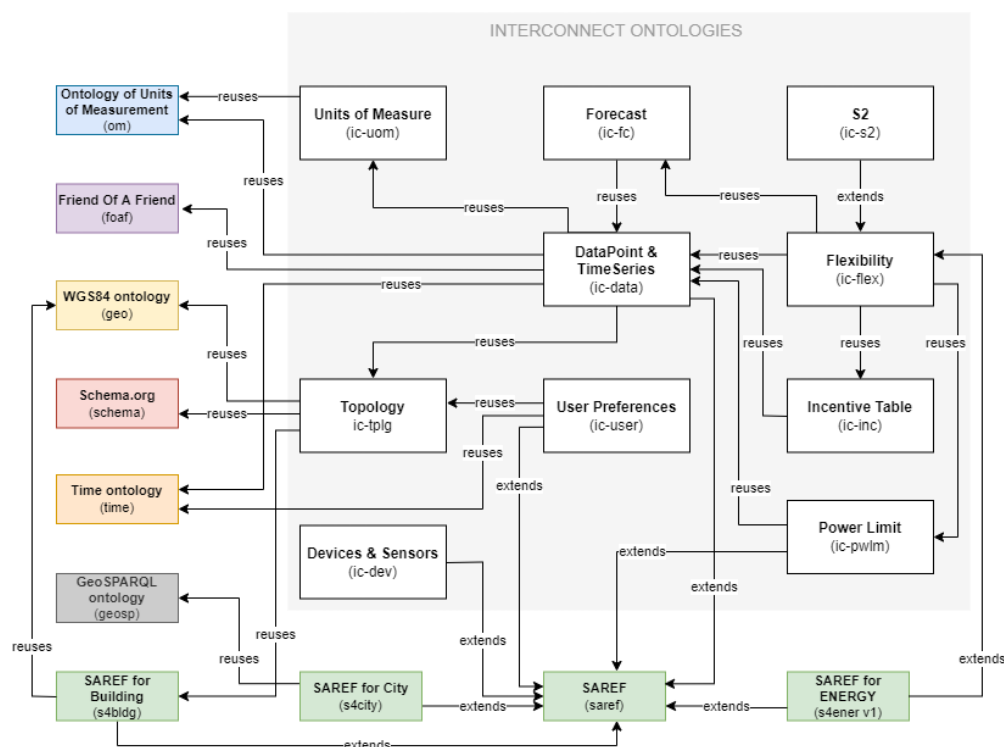 INTERCONNECT ONTOLOGIES
Ontology of Units
of Measurement
(om)
reuses
Units of Measure
(ic-uom)
Forecast
(ic-fc)
S2
(ic-s2)
reuses
Friend Of A Friend
(foaf)
reuses
reuses
reuses
reuses
extends
DataPoint &
TimeSeries
(ic-data)
reuses
Flexibility
(ic-flex)
WGS84 ontology
(geo)
reuses
reuses
reuses
reuses
reuses
reuses
reuses
Schema.org
(schema)
reuses
Topology
ic-tplg
reuses
User Preferences
(ic-user)
Incentive Table
(ic-inc)
reuses
extends
Time ontology
(time)
reuses
Devices & Sensors
(ic-dev)
extends
Power Limit
(ic-pwlm)
GeoSPARQL
ontology
(geosp)
extends
reuses
reuses
extends
reuses
extends
SAREF for
Building
(s4bldg)
SAREF for City
(s4city)
extends
SAREF
(saref)
extends
SAREF for
ENERGY
(s4ener v1)
extends